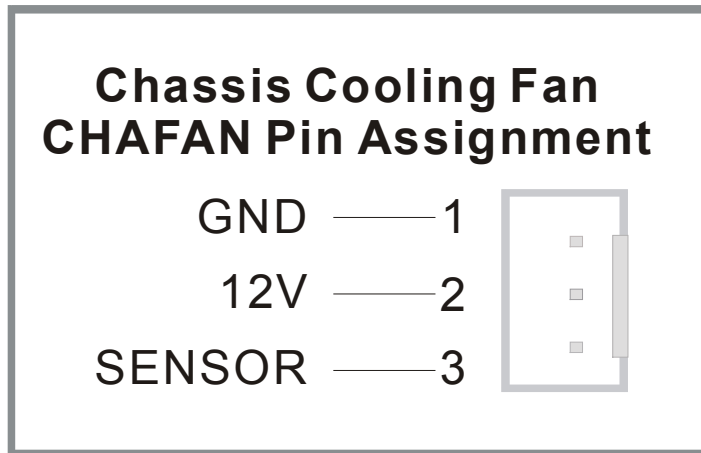 Chassis Cooling Fan
CHAFAN Pin Assignment
GND 1
12V 2
SENSOR 3